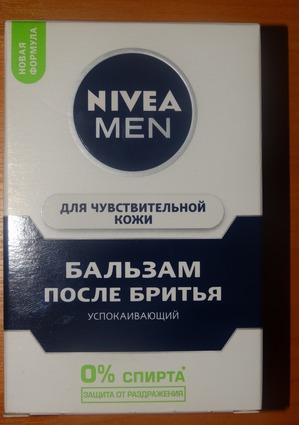 НОВАЯ
ФОРМУЛА
NIVEA
MEN
ДЛЯ ЧУВСТВИТЕЛЬНОЙ
КОЖИ
БАЛЬЗАМ
ПОСЛЕ БРИТЬЯ
УСПОКАИВАЮЩИЙ
0% СПИРТА*
ЗАЩИТА ОТ РАЗДРАЖЕНИЯ